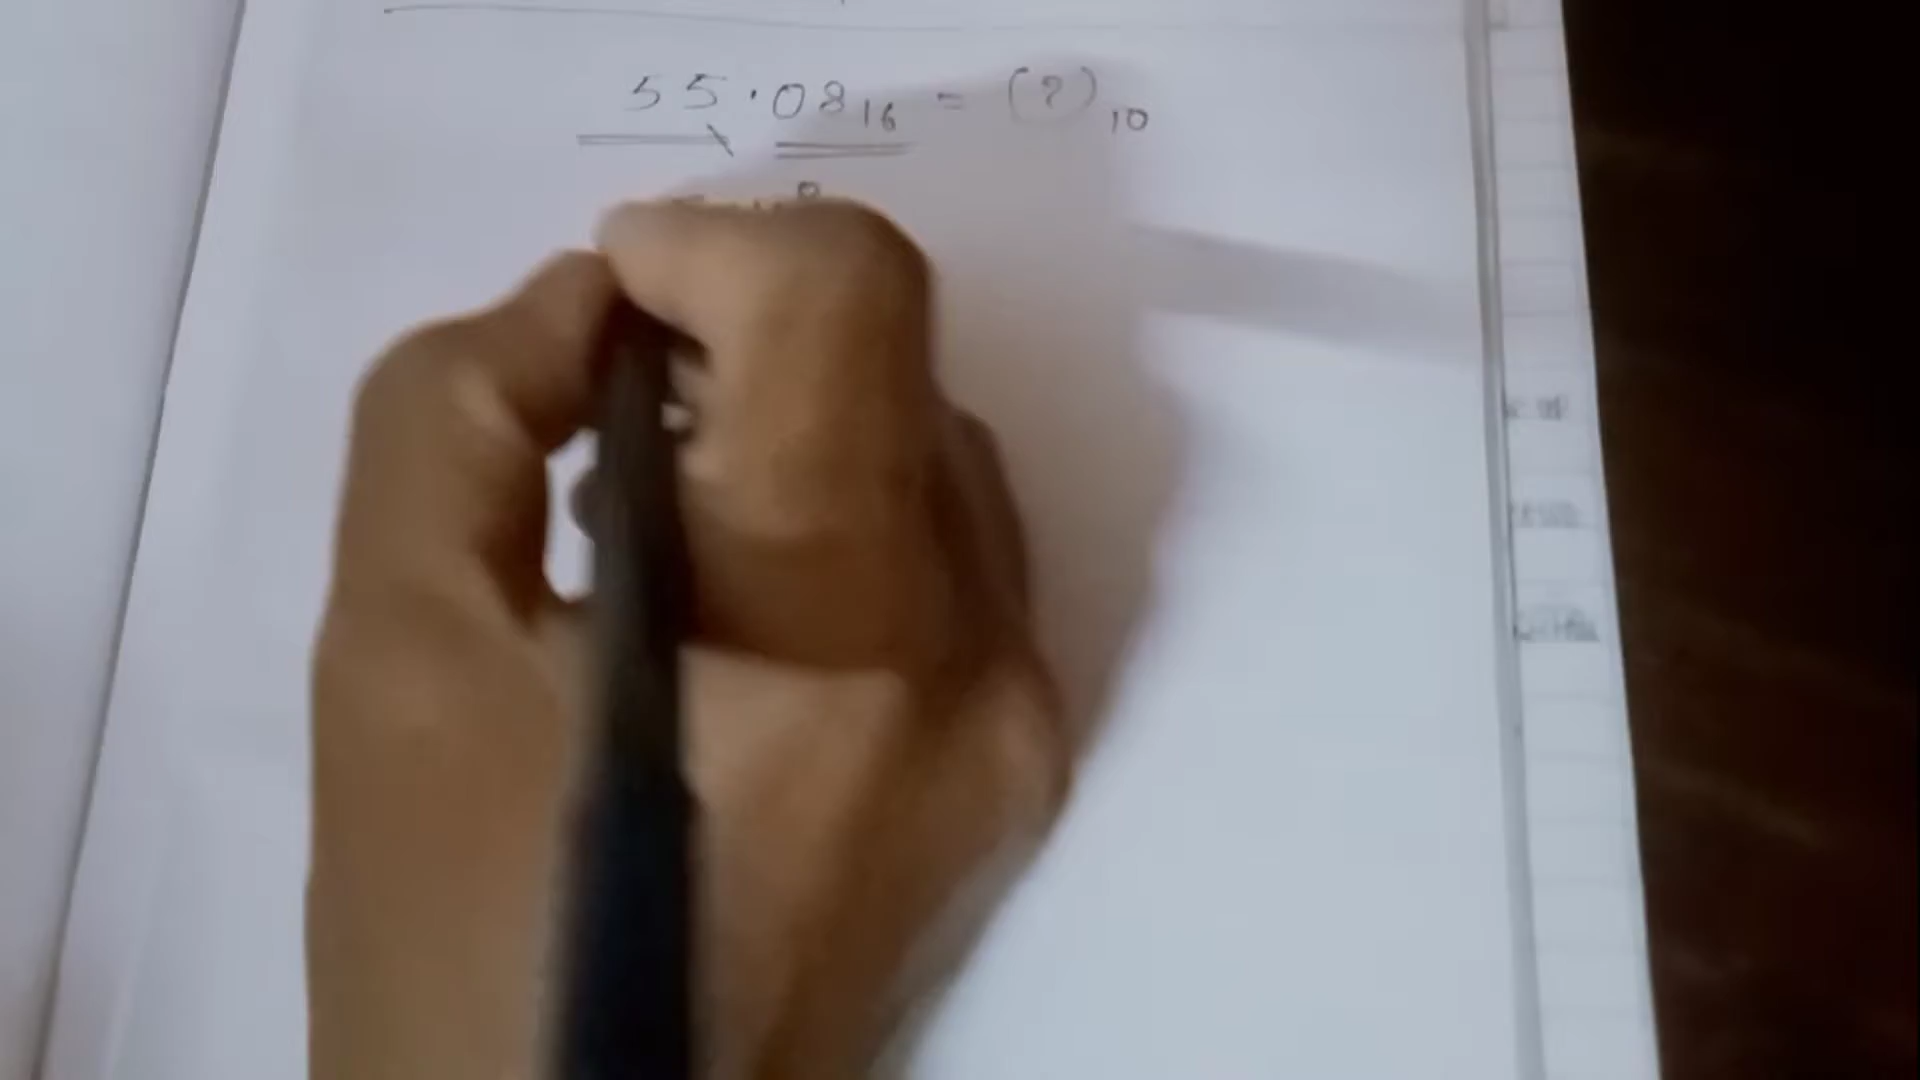 55.08₁₆ = (?)₁₀